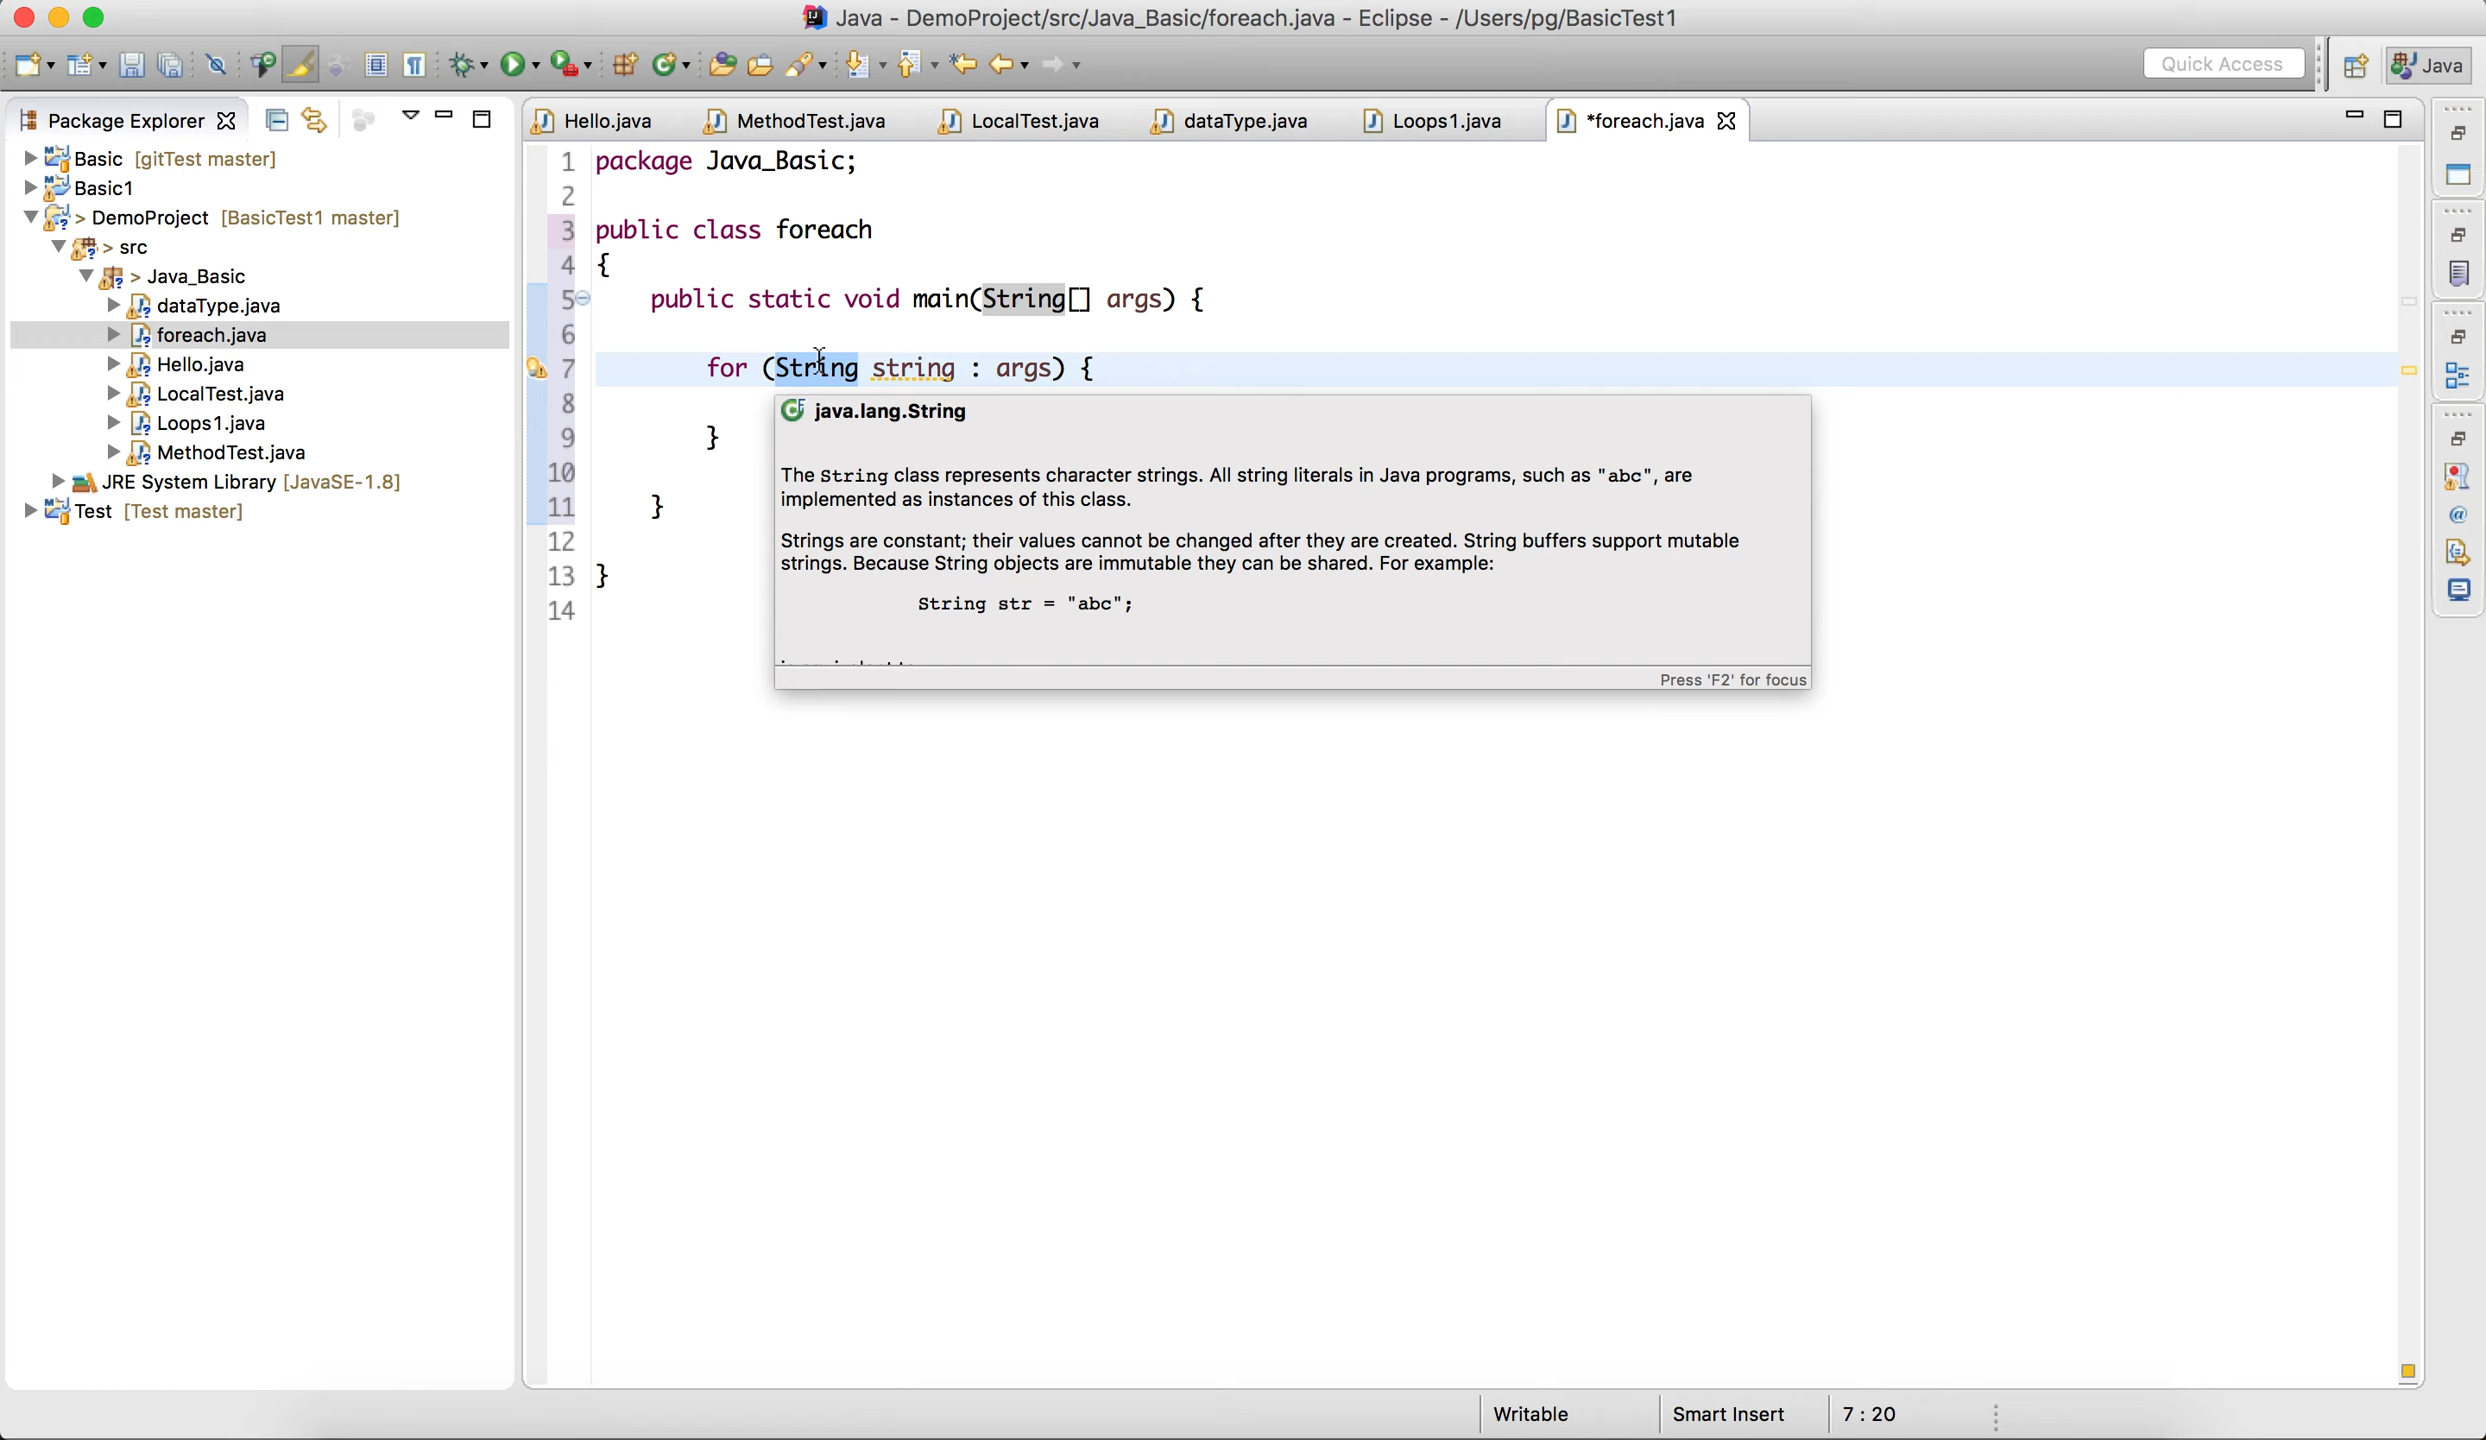 Java - DemoProject/src/Java_Basic/foreach.java - Eclipse - /Users/pg/BasicTest1
Quick Access
Java
Package Explorer
Basic [gitTest master]
Basic1
> DemoProject [BasicTest1 master]
> src
> Java_Basic
dataType.java
foreach.java
Hello.java
LocalTest.java
Loops1.java
MethodTest.java
JRE System Library [JavaSE-1.8]
Test [Test master]
Hello.java
MethodTest.java
LocalTest.java
dataType.java
Loops1.java
*foreach.java
1 package Java_Basic;
2
3 public class foreach
4 {
5 public static void main(String[] args) {
6
7 for (String string : args) {
8
9 }
10
11 }
12
13 }
14
java.lang.String
The String class represents character strings. All string literals in Java programs, such as "abc", are
implemented as instances of this class.
Strings are constant; their values cannot be changed after they are created. String buffers support mutable
strings. Because String objects are immutable they can be shared. For example:
String str = "abc";
Press 'F2' for focus
Writable
Smart Insert
7 : 20